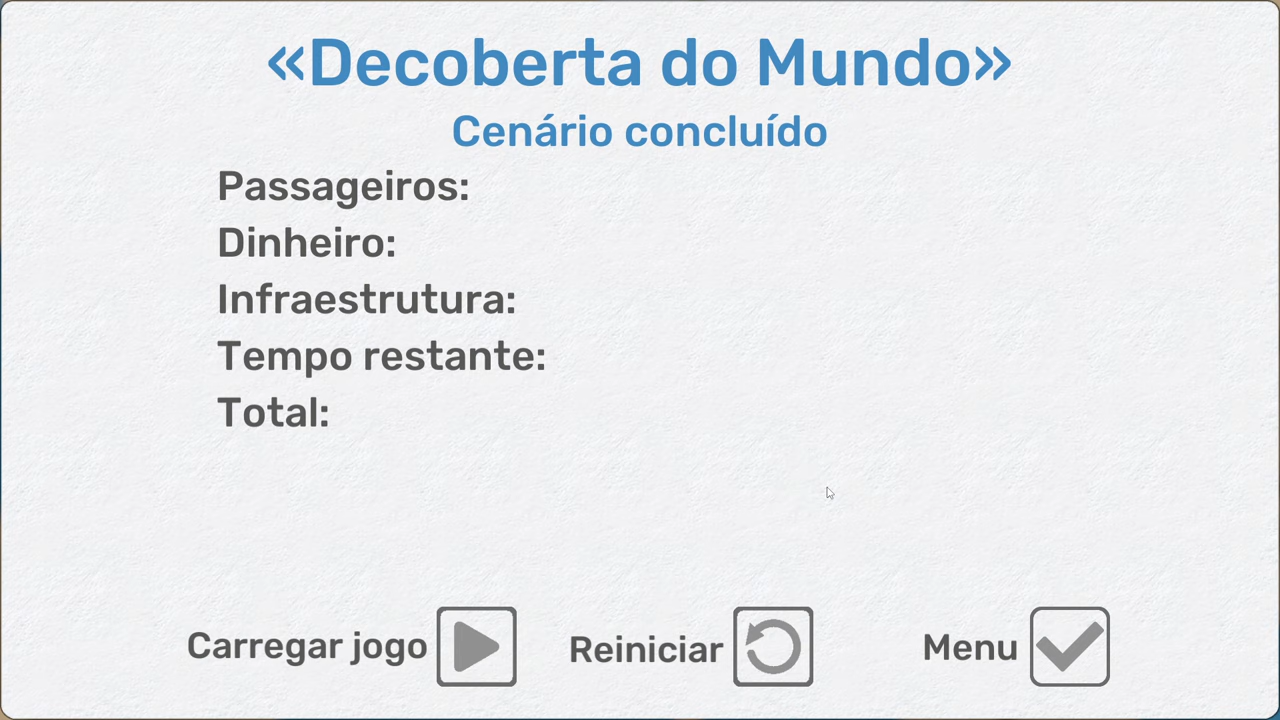 «Decoberta do Mundo»
Cenário concluído
Passageiros:
Dinheiro:
Infraestrutura:
Tempo restante:
Total:
Carregar jogo Reiniciar Menu